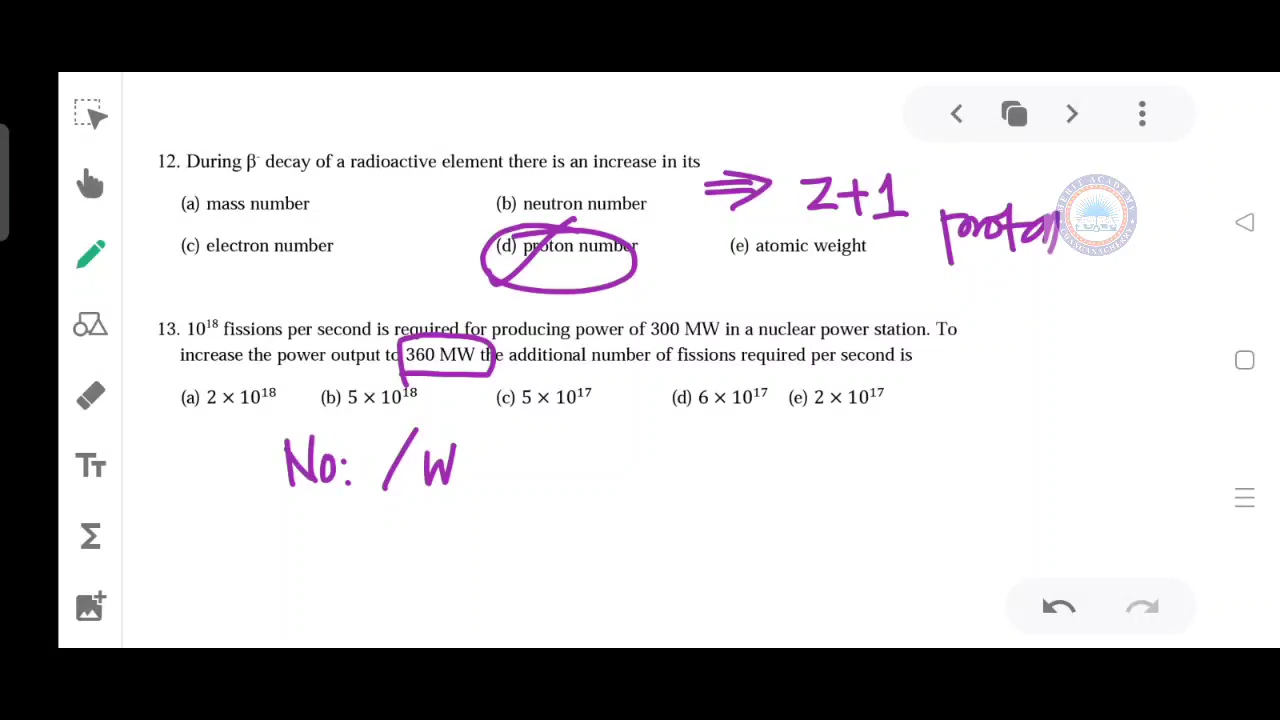 12. During β⁻ decay of a radioactive element there is an increase in its
(a) mass number (b) neutron number
⇒ Z+1
(c) electron number (d) proton number (e) atomic weight
proton
13. 10¹⁸ fissions per second is required for producing power of 300 MW in a nuclear power station. To
increase the power output to 360 MW the additional number of fissions required per second is
(a) 2 × 10¹⁸ (b) 5 × 10¹⁸ (c) 5 × 10¹⁷ (d) 6 × 10¹⁷ (e) 2 × 10¹⁷
No: /W
TT
Σ